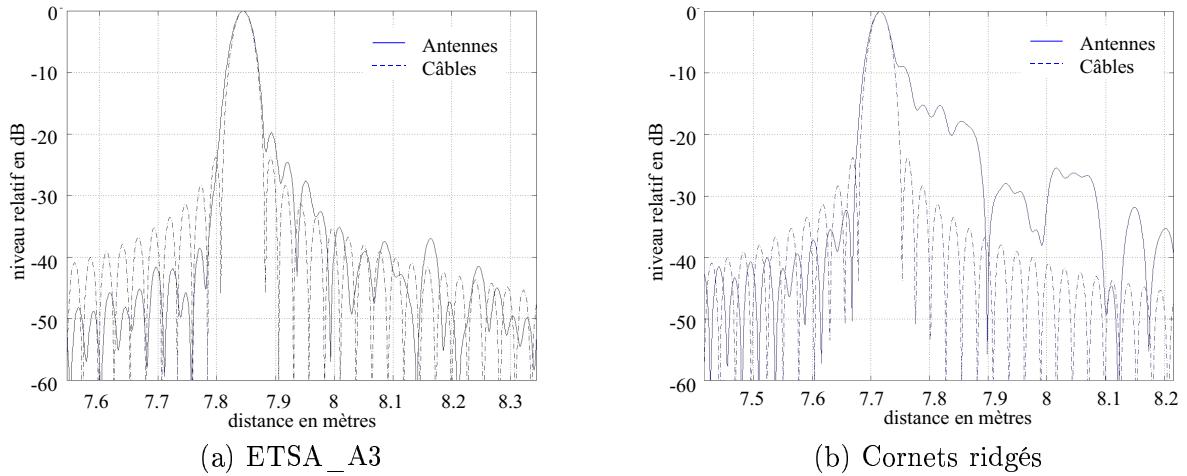 0
-10
-20
-30
-40
-50
-60
niveau relatif en dB
Antennes
Câbles
7.6 7.7 7.8 7.9 8 8.1 8.2 8.3
distance en mètres
(a) ETSA_A3
0
-10
-20
-30
-40
-50
-60
niveau relatif en dB
Antennes
Câbles
7.5 7.6 7.7 7.8 7.9 8 8.1 8.2
distance en mètres
(b) Cornets ridgés